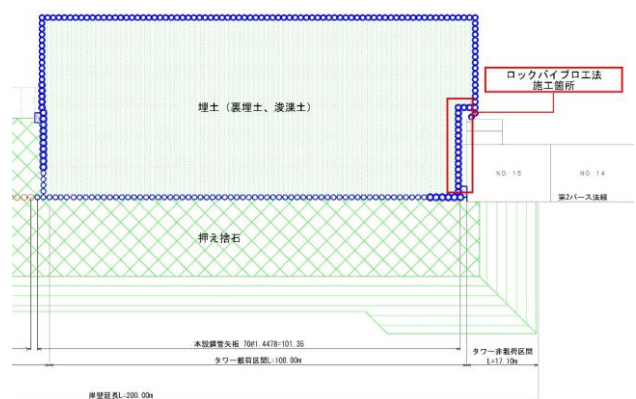 ロックバイブロ工法
施工箇所
埋土（裏埋土、浚渫土）
NO.15
NO.14
第2バース法線
押え捨石
本設鋼管矢板 70@1.4478=101.35
タワー載荷区間L=100.00m
タワー非載荷区間
L=17.10m
岸壁延長L=200.00m